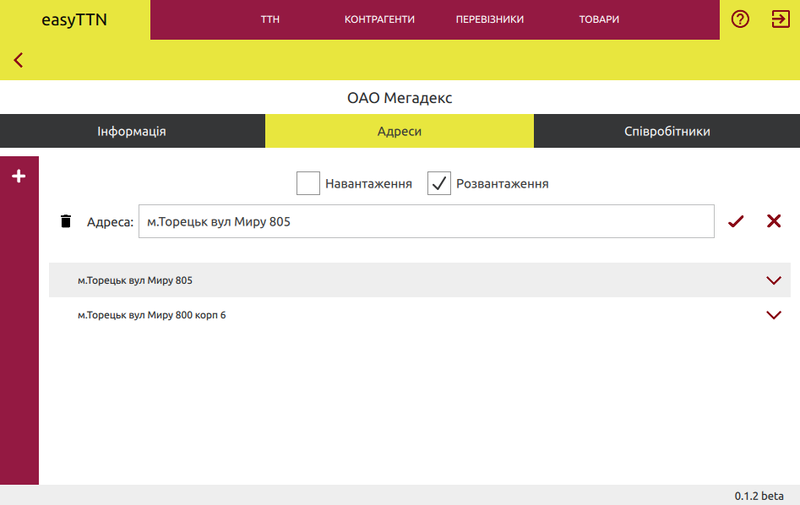 easyTTN ТТН КОНТРАГЕНТИ ПЕРЕВІЗНИКИ ТОВАРИ
ОАО Мегадекс
Інформація Адреси Співробітники
Навантаження Розвантаження
Адреса: м.Торецьк вул Миру 805
м.Торецьк вул Миру 805
м.Торецьк вул Миру 800 корп 6
0.1.2 beta